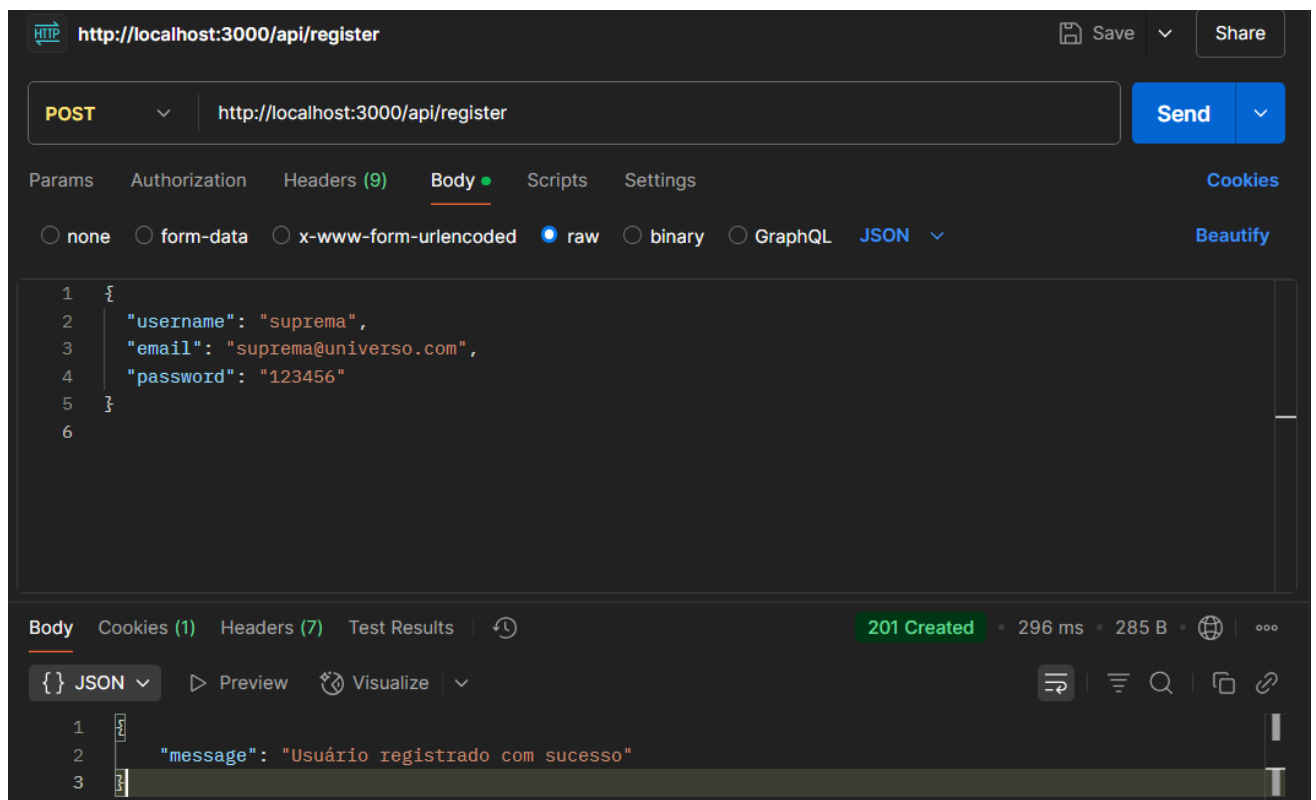 HTTP http://localhost:3000/api/register Save Share
POST http://localhost:3000/api/register Send
Params Authorization Headers (9) Body Scripts Settings Cookies
none form-data x-www-form-urlencoded raw binary GraphQL JSON Beautify
1 {
2 "username": "suprema",
3 "email": "suprema@universo.com",
4 "password": "123456"
5 }
6
Body Cookies (1) Headers (7) Test Results 201 Created • 296 ms • 285 B •
{} JSON Preview Visualize
1 {
2 "message": "Usuário registrado com sucesso"
3 }